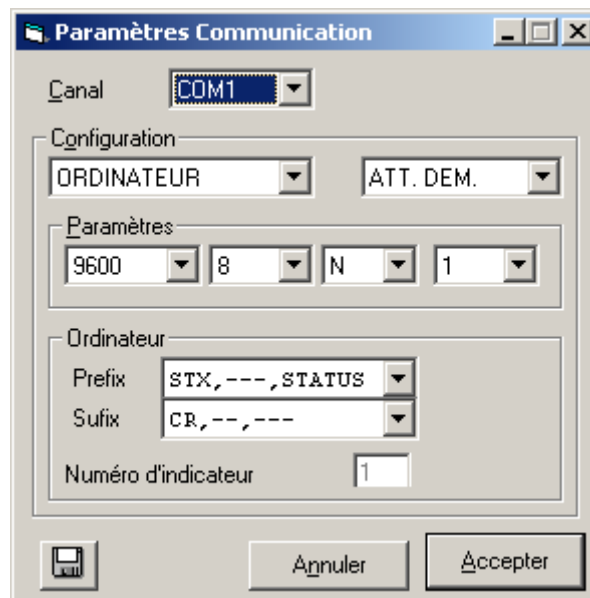 Paramètres Communication
Canal COM1
Configuration
ORDINATEUR ATT. DEM.
Paramètres
9600 8 N 1
Ordinateur
Prefix STX,---,STATUS
Sufix CR,--,---
Numéro d'indicateur 1
Annuler Accepter